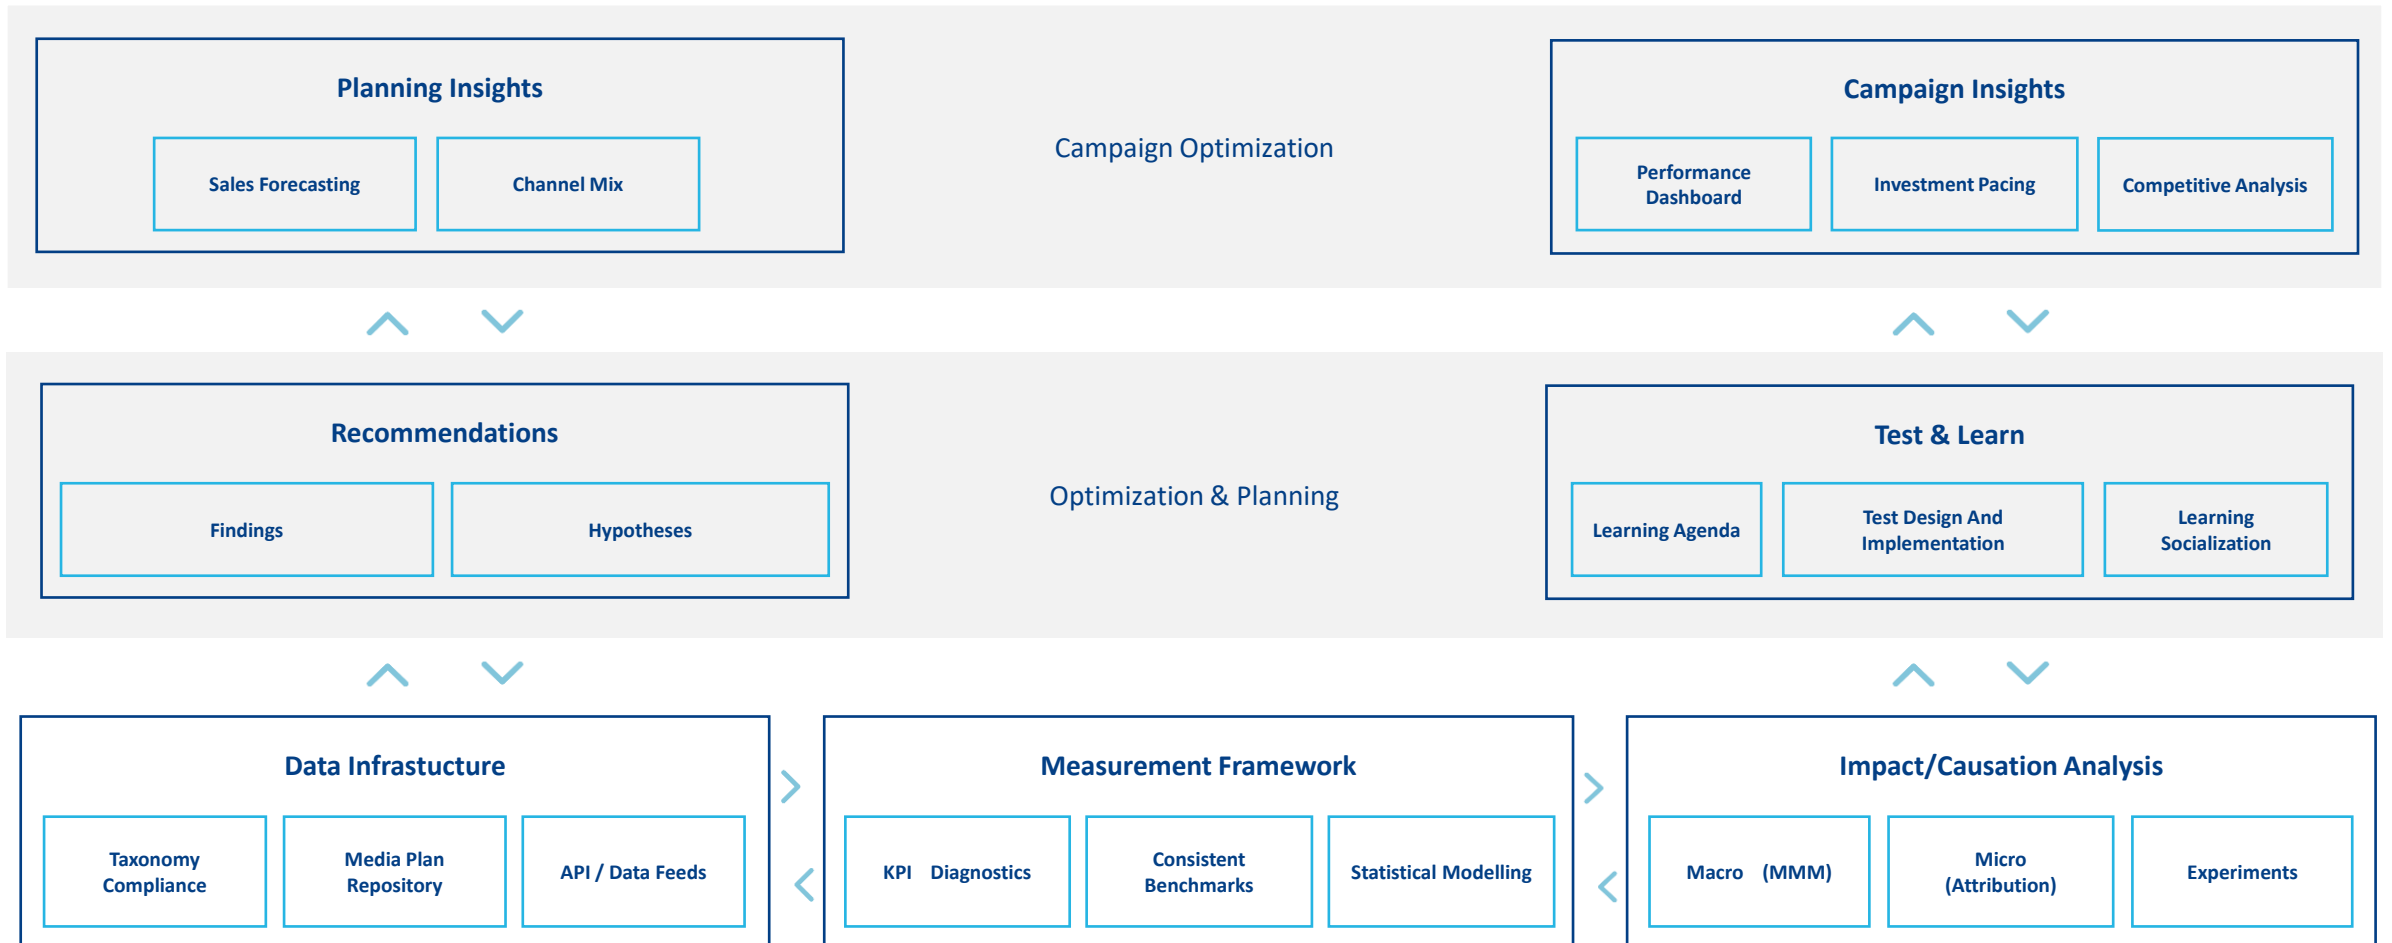 Planning Insights
Sales Forecasting
Channel Mix
Campaign Optimization
Campaign Insights
Performance
Dashboard
Investment Pacing
Competitive Analysis
Recommendations
Findings
Hypotheses
Optimization & Planning
Test & Learn
Learning Agenda
Test Design And
Implementation
Learning
Socialization
Data Infrastucture
Taxonomy
Compliance
Media Plan
Repository
API / Data Feeds
Measurement Framework
KPI Diagnostics
Consistent
Benchmarks
Statistical Modelling
Impact/Causation Analysis
Macro (MMM)
Micro
(Attribution)
Experiments